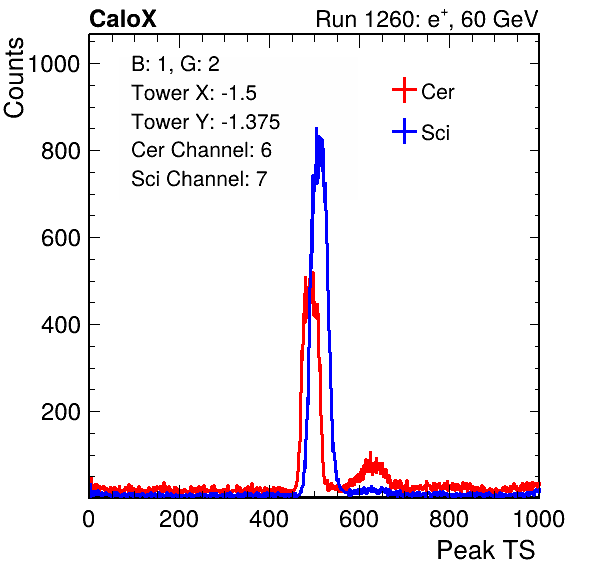 CaloX Run 1260: e⁺, 60 GeV
Counts
B: 1, G: 2
Tower X: -1.5
Tower Y: -1.375
Cer Channel: 6
Sci Channel: 7
Cer
Sci
1000
800
600
400
200
0 200 400 600 800 1000
Peak TS